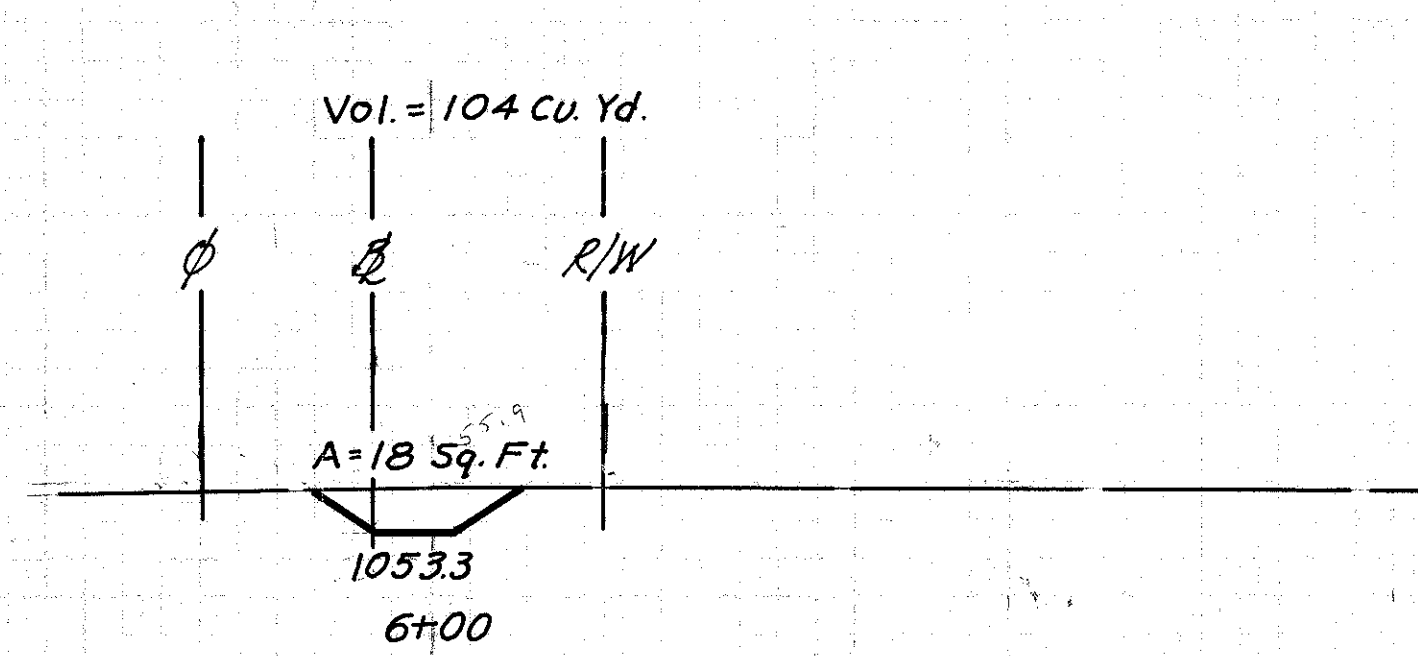 Vol. = 104 Cu. Yd.
⌀ ℄ R/W
55.9
A = 18 Sq. Ft.
1053.3
6+00